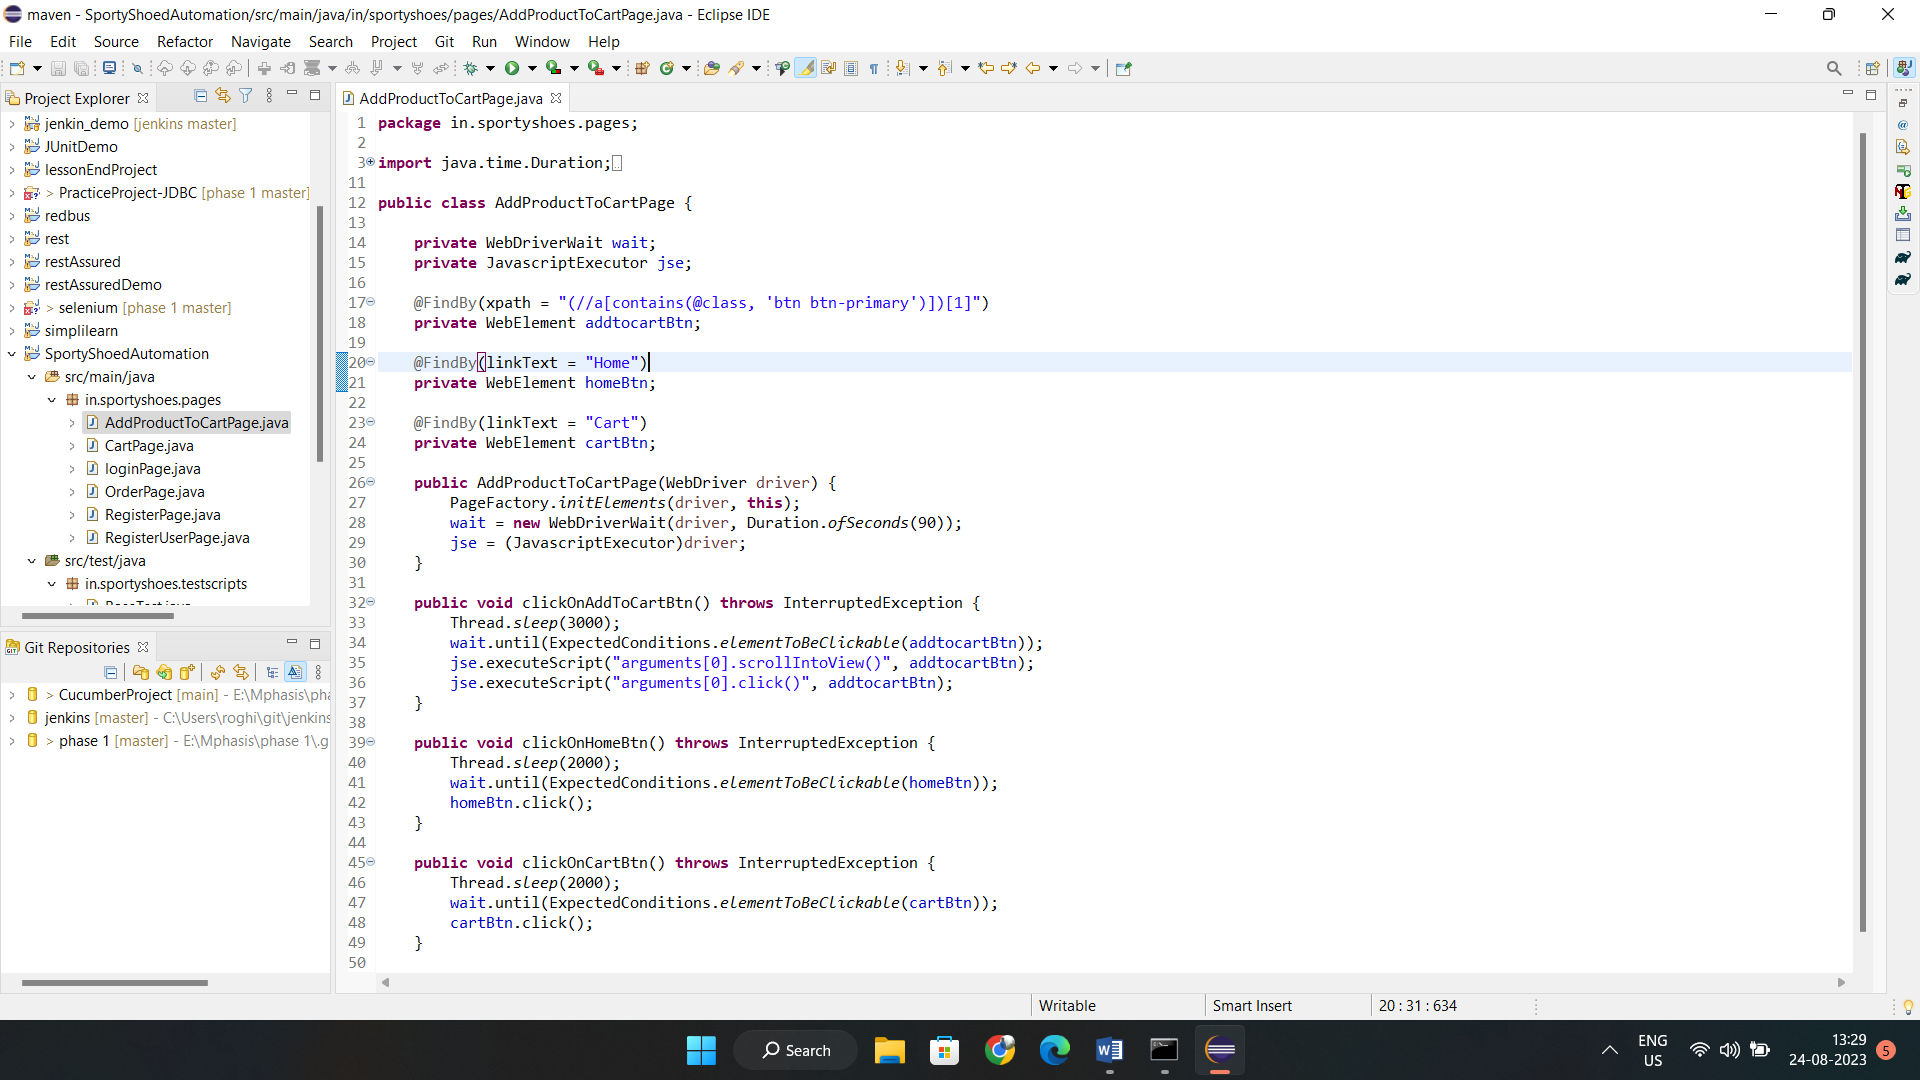 maven - SportyShoedAutomation/src/main/java/in/sportyshoes/pages/AddProductToCartPage.java - Eclipse IDE
File Edit Source Refactor Navigate Search Project Git Run Window Help
Project Explorer
jenkin_demo [jenkins master]
JUnitDemo
lessonEndProject
> PracticeProject-JDBC [phase 1 master]
redbus
rest
restAssured
restAssuredDemo
> selenium [phase 1 master]
simplilearn
SportyShoedAutomation
src/main/java
in.sportyshoes.pages
AddProductToCartPage.java
CartPage.java
loginPage.java
OrderPage.java
RegisterPage.java
RegisterUserPage.java
src/test/java
in.sportyshoes.testscripts
Git Repositories
> CucumberProject [main] - E:\Mphasis\pha
jenkins [master] - C:\Users\roghi\git\jenkins
> phase 1 [master] - E:\Mphasis\phase 1\.g
AddProductToCartPage.java
1 package in.sportyshoes.pages;
2
3 import java.time.Duration;
11
12 public class AddProductToCartPage {
13
14 private WebDriverWait wait;
15 private JavascriptExecutor jse;
16
17 @FindBy(xpath = "(//a[contains(@class, 'btn btn-primary')])[1]")
18 private WebElement addtocartBtn;
19
20 @FindBy(linkText = "Home")
21 private WebElement homeBtn;
22
23 @FindBy(linkText = "Cart")
24 private WebElement cartBtn;
25
26 public AddProductToCartPage(WebDriver driver) {
27 PageFactory.initElements(driver, this);
28 wait = new WebDriverWait(driver, Duration.ofSeconds(90));
29 jse = (JavascriptExecutor)driver;
30 }
31
32 public void clickOnAddToCartBtn() throws InterruptedException {
33 Thread.sleep(3000);
34 wait.until(ExpectedConditions.elementToBeClickable(addtocartBtn));
35 jse.executeScript("arguments[0].scrollIntoView()", addtocartBtn);
36 jse.executeScript("arguments[0].click()", addtocartBtn);
37 }
38
39 public void clickOnHomeBtn() throws InterruptedException {
40 Thread.sleep(2000);
41 wait.until(ExpectedConditions.elementToBeClickable(homeBtn));
42 homeBtn.click();
43 }
44
45 public void clickOnCartBtn() throws InterruptedException {
46 Thread.sleep(2000);
47 wait.until(ExpectedConditions.elementToBeClickable(cartBtn));
48 cartBtn.click();
49 }
50
Writable Smart Insert 20 : 31 : 634
Search
ENG
US
13:29
24-08-2023
5